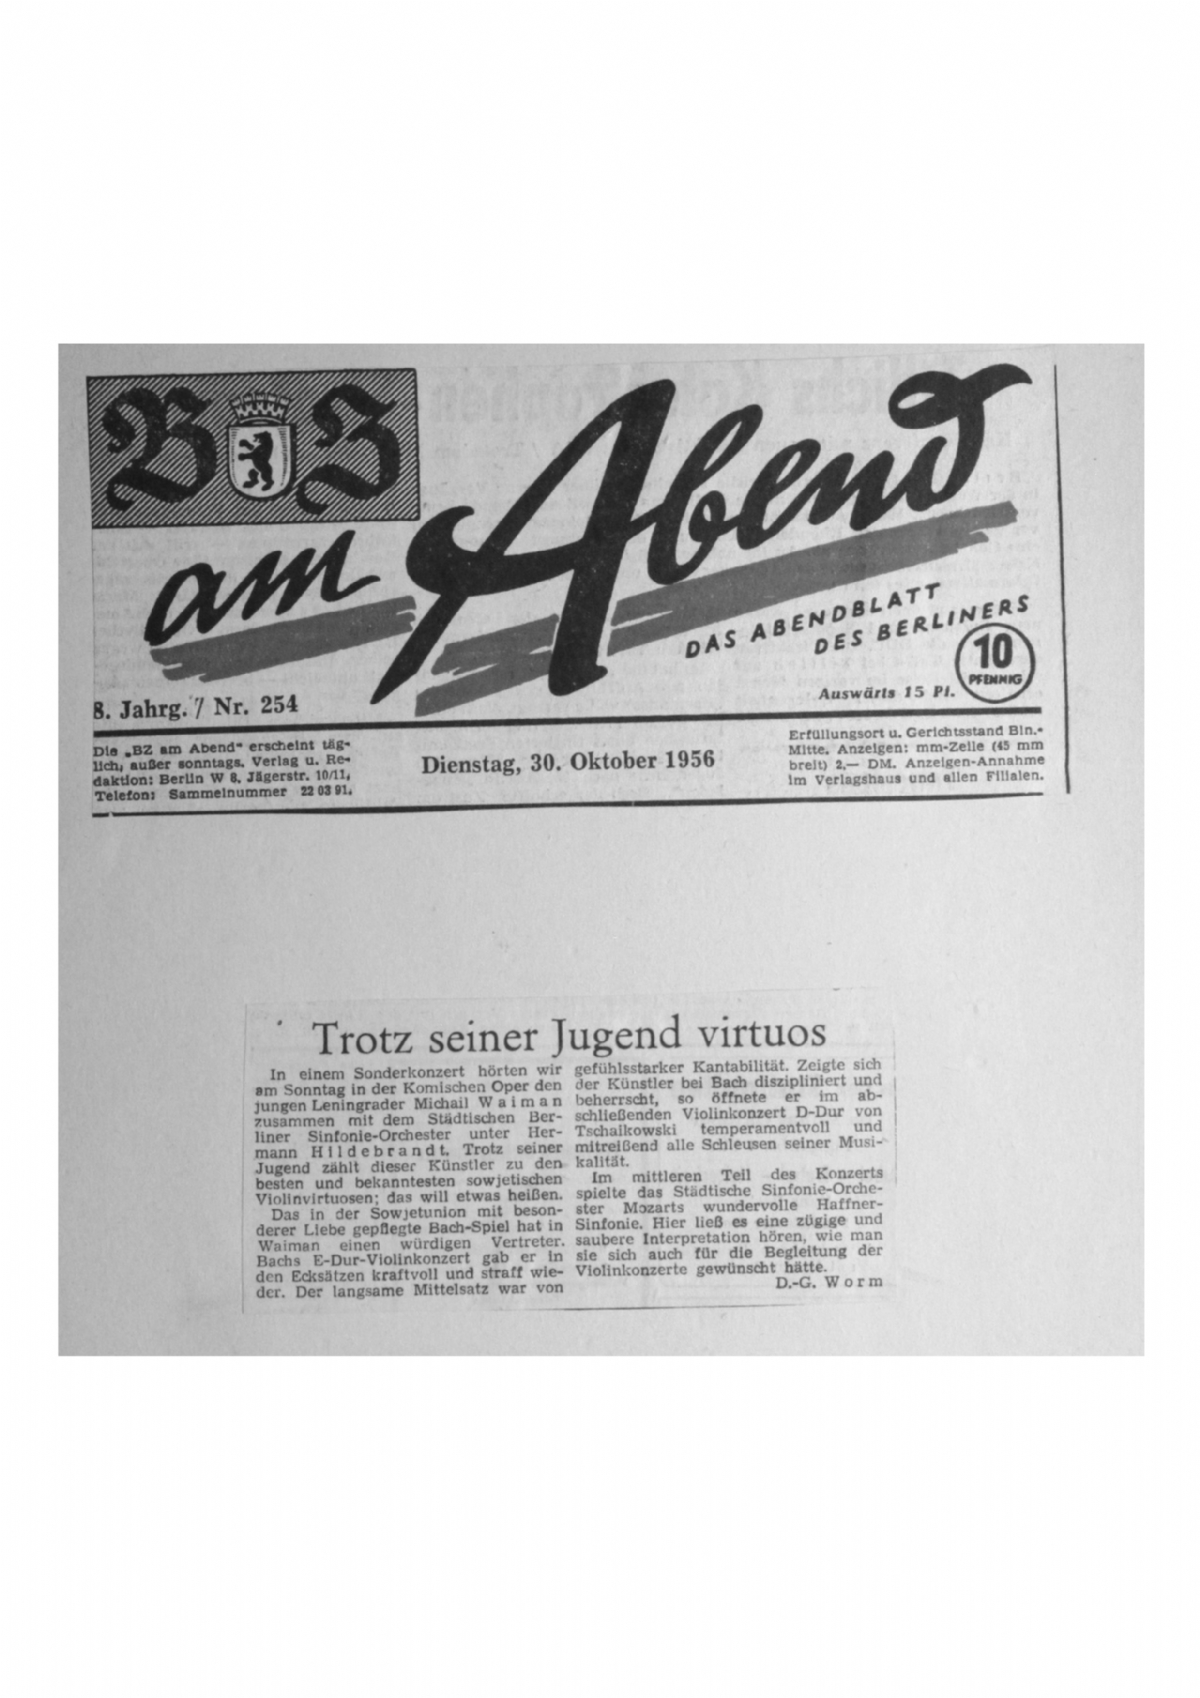 BZ
am Abend
DAS ABENDBLATT
DES BERLINERS
10
PFENNIG
Auswärts 15 Pf.
8. Jahrg. / Nr. 254
Die „BZ am Abend“ erscheint täg-
lich, außer sonntags. Verlag u. Re-
daktion: Berlin W 8, Jägerstr. 10/11,
Telefon: Sammelnummer 22 03 91.
Dienstag, 30. Oktober 1956
Erfüllungsort u. Gerichtsstand Bln.-
Mitte. Anzeigen: mm-Zeile (45 mm
breit) 2,— DM. Anzeigen-Annahme
im Verlagshaus und allen Filialen.
Trotz seiner Jugend virtuos
In einem Sonderkonzert hörten wir
am Sonntag in der Komischen Oper den
jungen Leningrader Michail Waiman
zusammen mit dem Städtischen Ber-
liner Sinfonie-Orchester unter Her-
mann Hildebrandt. Trotz seiner
Jugend zählt dieser Künstler zu den
besten und bekanntesten sowjetischen
Violinvirtuosen; das will etwas heißen.
Das in der Sowjetunion mit beson-
derer Liebe gepflegte Bach-Spiel hat in
Waiman einen würdigen Vertreter.
Bachs E-Dur-Violinkonzert gab er in
den Ecksätzen kraftvoll und straff wie-
der. Der langsame Mittelsatz war von
gefühlsstarker Kantabilität. Zeigte sich
der Künstler bei Bach diszipliniert und
beherrscht, so öffnete er im ab-
schließenden Violinkonzert D-Dur von
Tschaikowski temperamentvoll und
mitreißend alle Schleusen seiner Musi-
kalität.
Im mittleren Teil des Konzerts
spielte das Städtische Sinfonie-Orche-
ster Mozarts wundervolle Haffner-
Sinfonie. Hier ließ es eine zügige und
saubere Interpretation hören, wie man
sie sich auch für die Begleitung der
Violinkonzerte gewünscht hätte.
D.-G. Worm